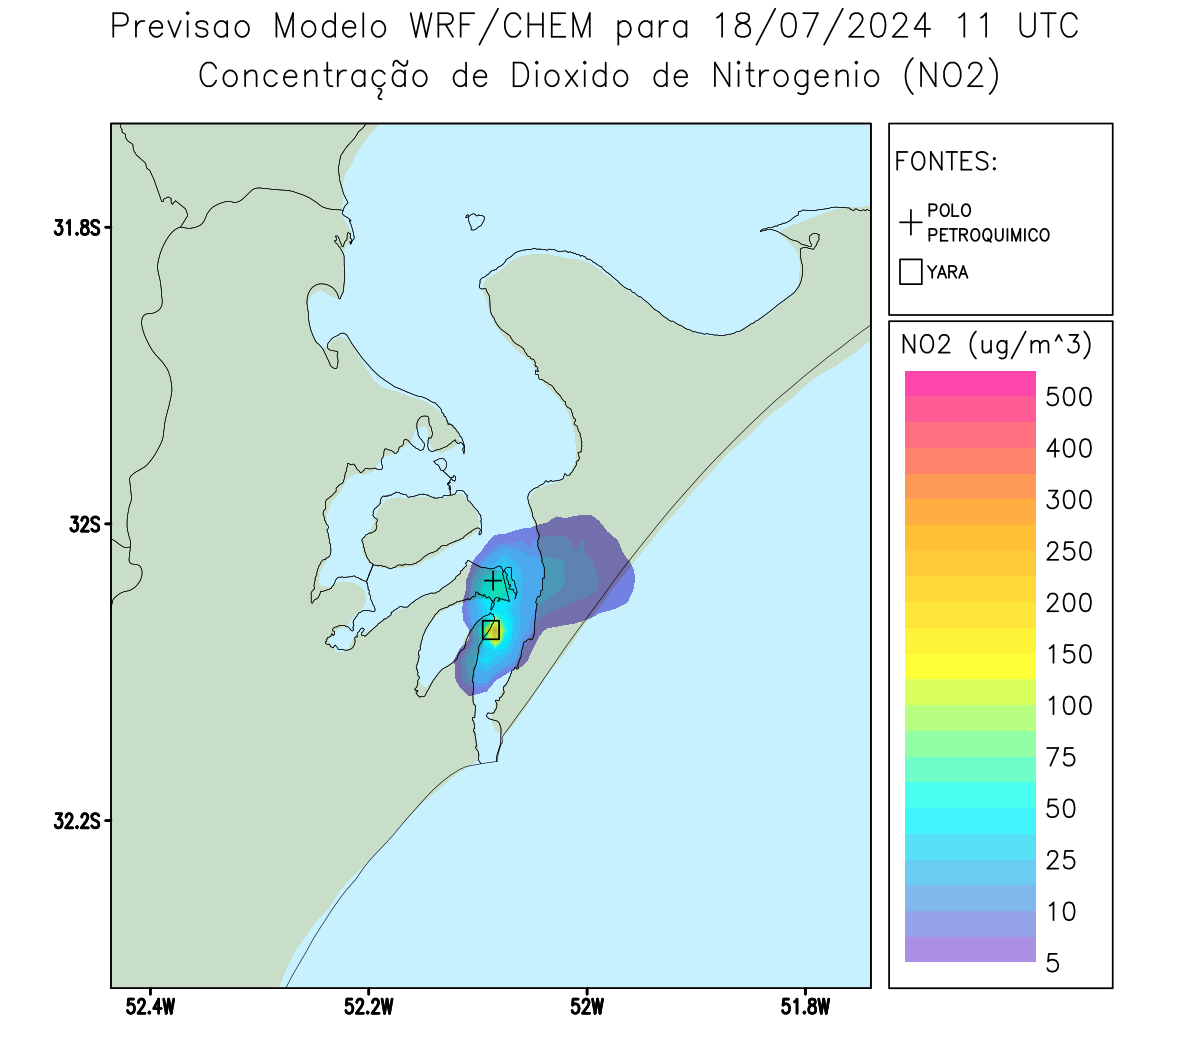 Previsao Modelo WRF/CHEM para 18/07/2024 11 UTC
Concentração de Dioxido de Nitrogenio (NO2)
FONTES:
POLO
PETROQUIMICO
YARA
NO2 (ug/m^3)
500
400
300
250
200
150
100
75
50
25
10
5
31.8S
32S
32.2S
52.4W
52.2W
52W
51.8W